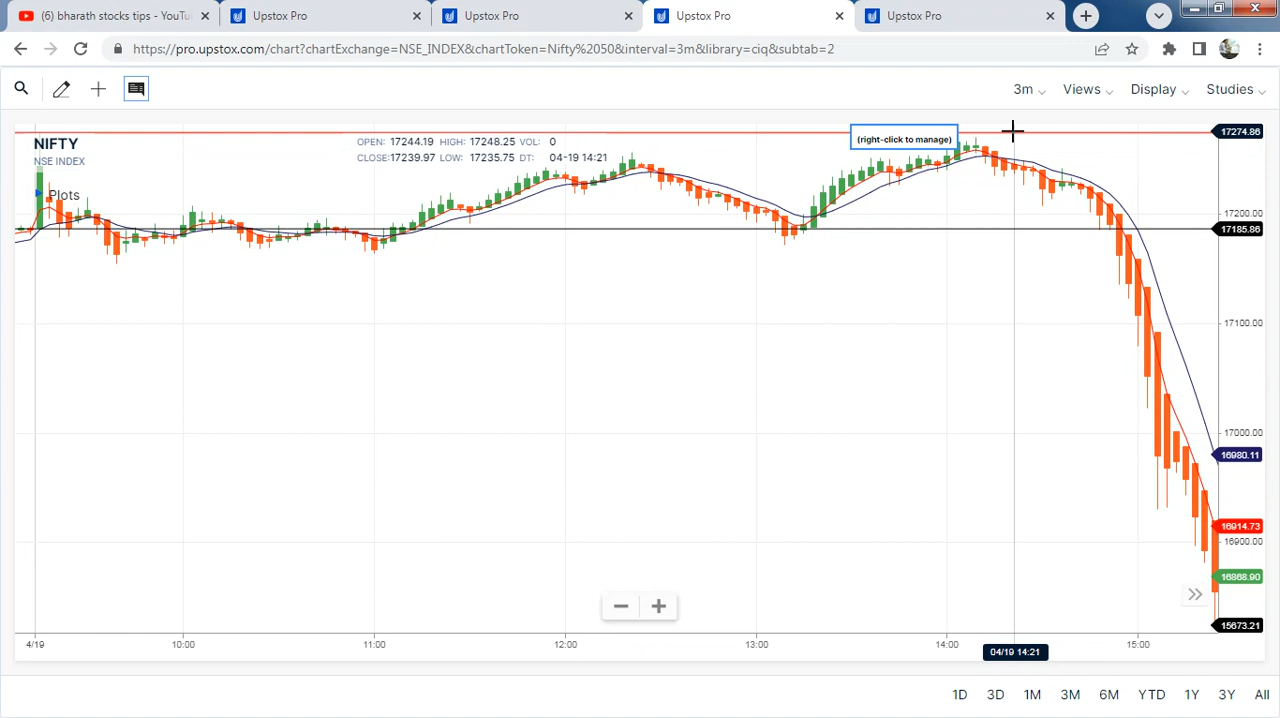 (6) bharath stocks tips - YouTu
Upstox Pro
Upstox Pro
Upstox Pro
Upstox Pro
https://pro.upstox.com/chart?chartExchange=NSE_INDEX&chartToken=Nifty%2050&interval=3m&library=ciq&subtab=2
3m
Views
Display
Studies
NIFTY
NSE INDEX
OPEN: 17244.19 HIGH: 17248.25 VOL: 0
CLOSE:17239.97 LOW: 17235.75 DT: 04-19 14:21
(right-click to manage)
17274.86
Plots
17200.00
17185.86
17100.00
17000.00
16980.11
16914.73
16900.00
16868.90
15673.21
4/19
10:00
11:00
12:00
13:00
14:00
15:00
04/19 14:21
1D
3D
1M
3M
6M
YTD
1Y
3Y
All